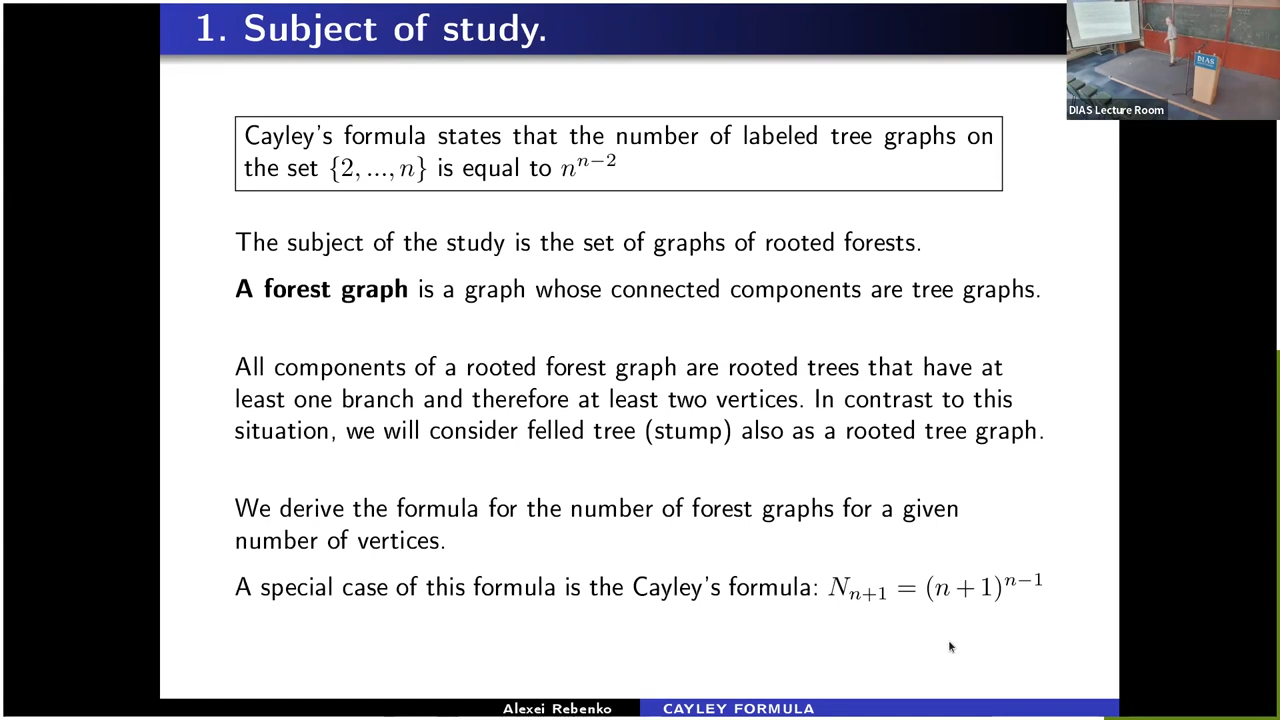 1. Subject of study.
DIAS
DIAS Lecture Room
Cayley's formula states that the number of labeled tree graphs on
the set {2, ..., n} is equal to n^{n−2}
The subject of the study is the set of graphs of rooted forests.
A forest graph is a graph whose connected components are tree graphs.
All components of a rooted forest graph are rooted trees that have at
least one branch and therefore at least two vertices. In contrast to this
situation, we will consider felled tree (stump) also as a rooted tree graph.
We derive the formula for the number of forest graphs for a given
number of vertices.
A special case of this formula is the Cayley's formula: N_{n+1} = (n + 1)^{n−1}
Alexei Rebenko
CAYLEY FORMULA